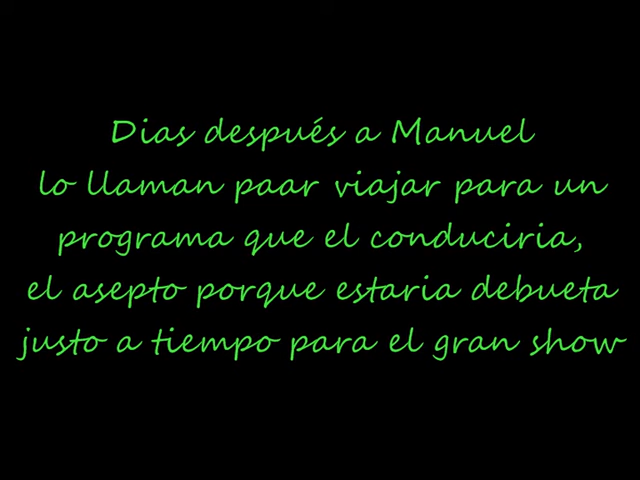 Dias después a Manuel
lo llaman paar viajar para un
programa que el conduciria,
el asepto porque estaria debueta
justo a tiempo para el gran show